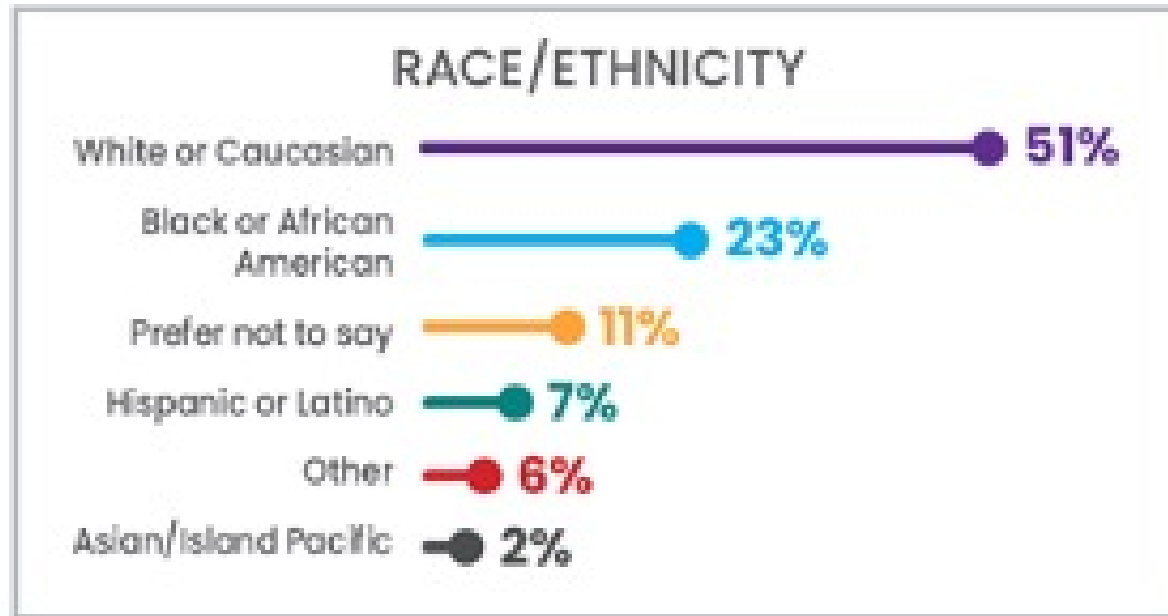 RACE/ETHNICITY
White or Caucasian 51%
Black or African
American 23%
Prefer not to say 11%
Hispanic or Latino 7%
Other 6%
Asian/Island Pacific 2%